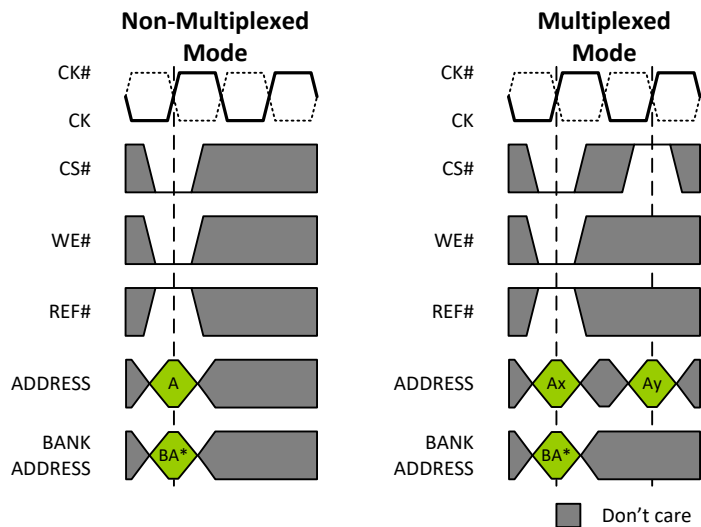 Non-Multiplexed
Mode
CK#
CK
CS#
WE#
REF#
ADDRESS
A
BANK
ADDRESS
BA*
Multiplexed
Mode
CK#
CK
CS#
WE#
REF#
ADDRESS
Ax
Ay
BANK
ADDRESS
BA*
Don't care